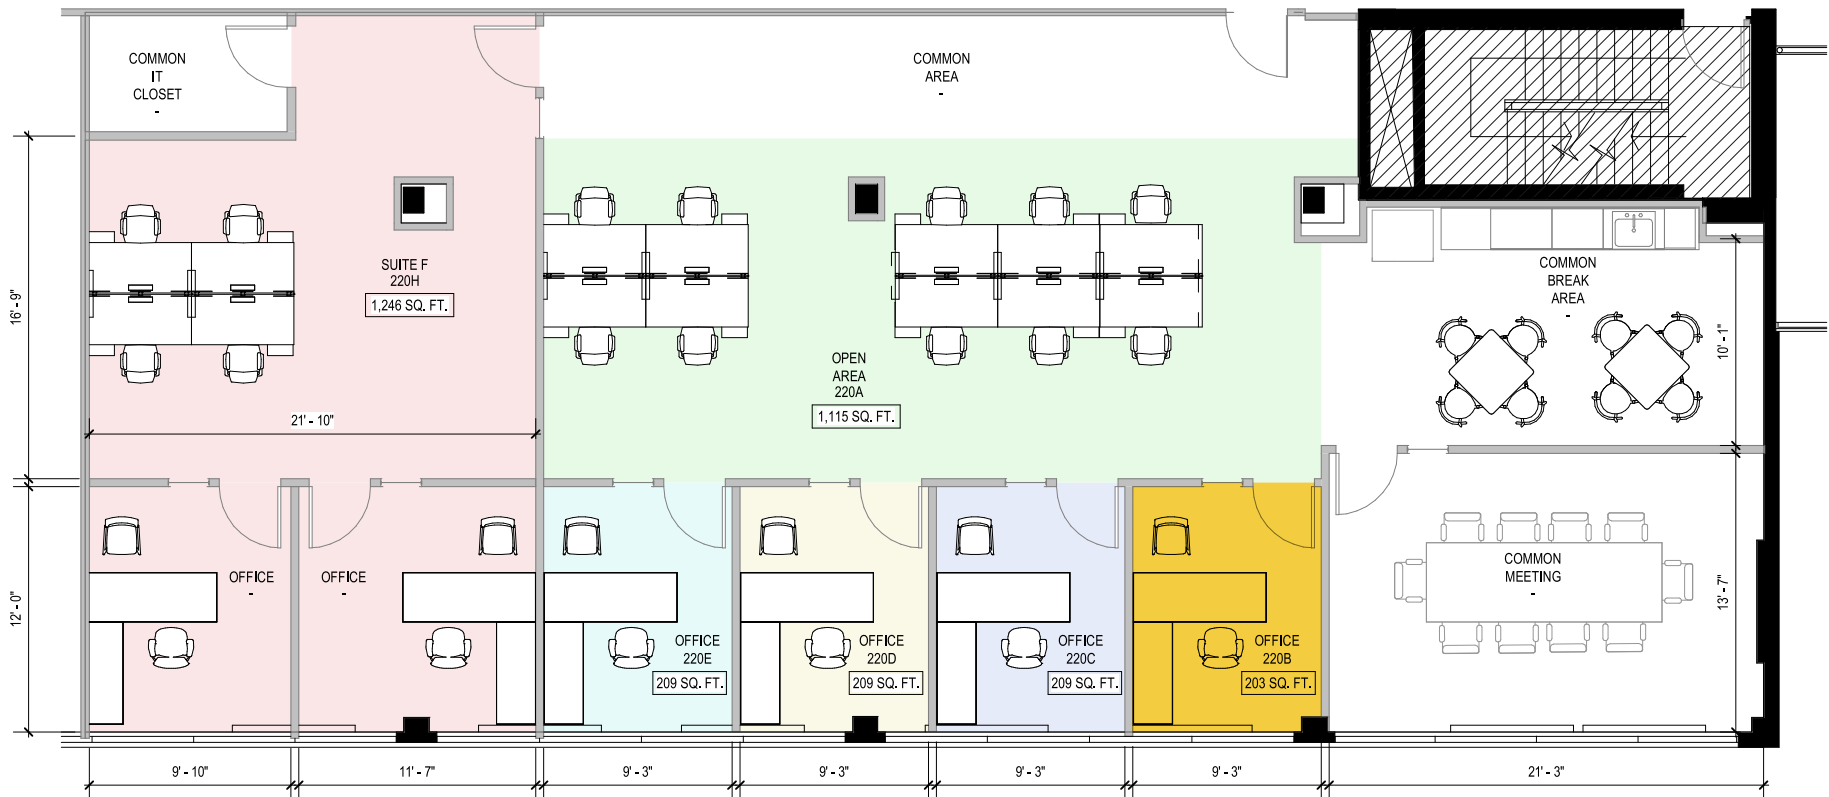 COMMON
IT
CLOSET
-
COMMON
AREA
-
SUITE F
220H
1,246 SQ. FT.
COMMON
BREAK
AREA
-
16' - 9"
10' - 1"
OPEN
AREA
220A
1,115 SQ. FT.
21' - 10"
OFFICE
-
OFFICE
-
COMMON
MEETING
-
12' - 0"
13' - 7"
OFFICE
220E
209 SQ. FT.
OFFICE
220D
209 SQ. FT.
OFFICE
220C
209 SQ. FT.
OFFICE
220B
203 SQ. FT.
9' - 10"
11' - 7"
9' - 3"
9' - 3"
9' - 3"
9' - 3"
21' - 3"